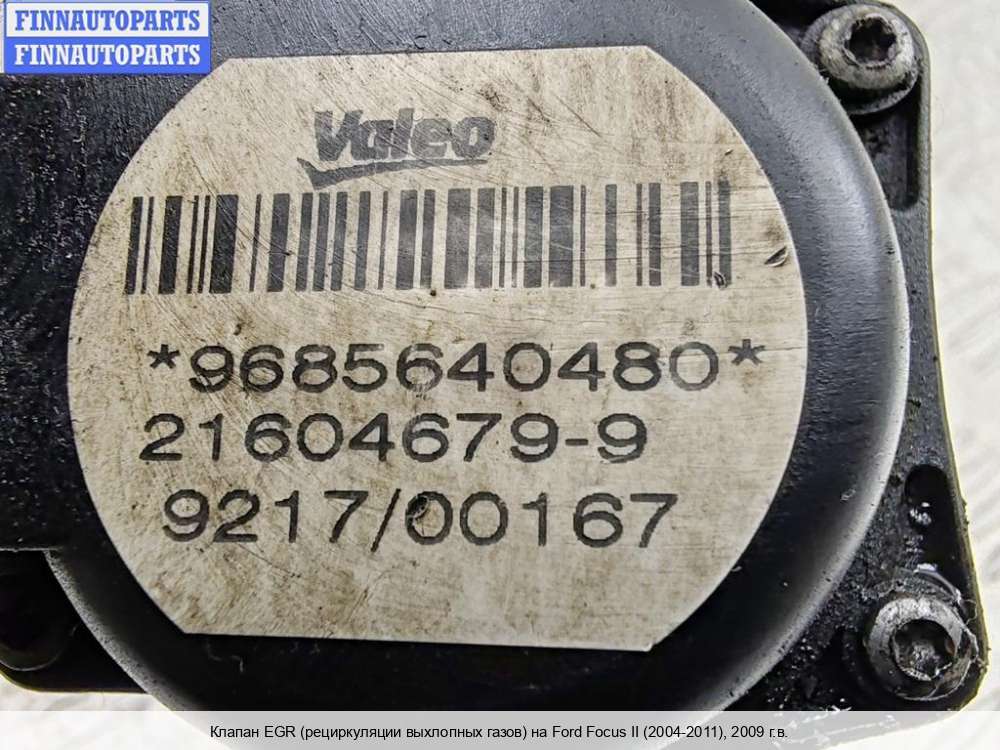 FINNAUTOPARTS
FINNAUTOPARTS
Valeo
*9685640480*
21604679-9
9217/00167
Клапан EGR (рециркуляции выхлопных газов) на Ford Focus II (2004-2011), 2009 г.в.